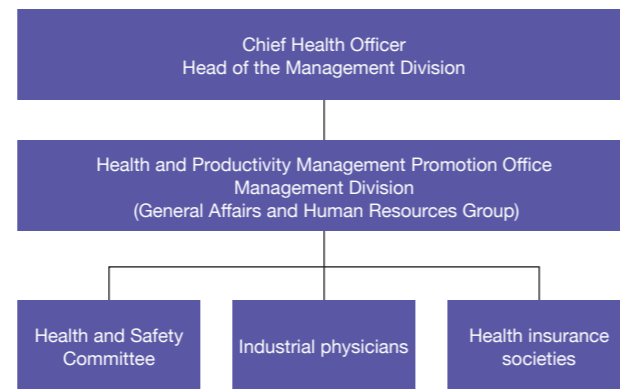 Chief Health Officer
Head of the Management Division
Health and Productivity Management Promotion Office
Management Division
(General Affairs and Human Resources Group)
Health and Safety
Committee
Industrial physicians
Health insurance
societies